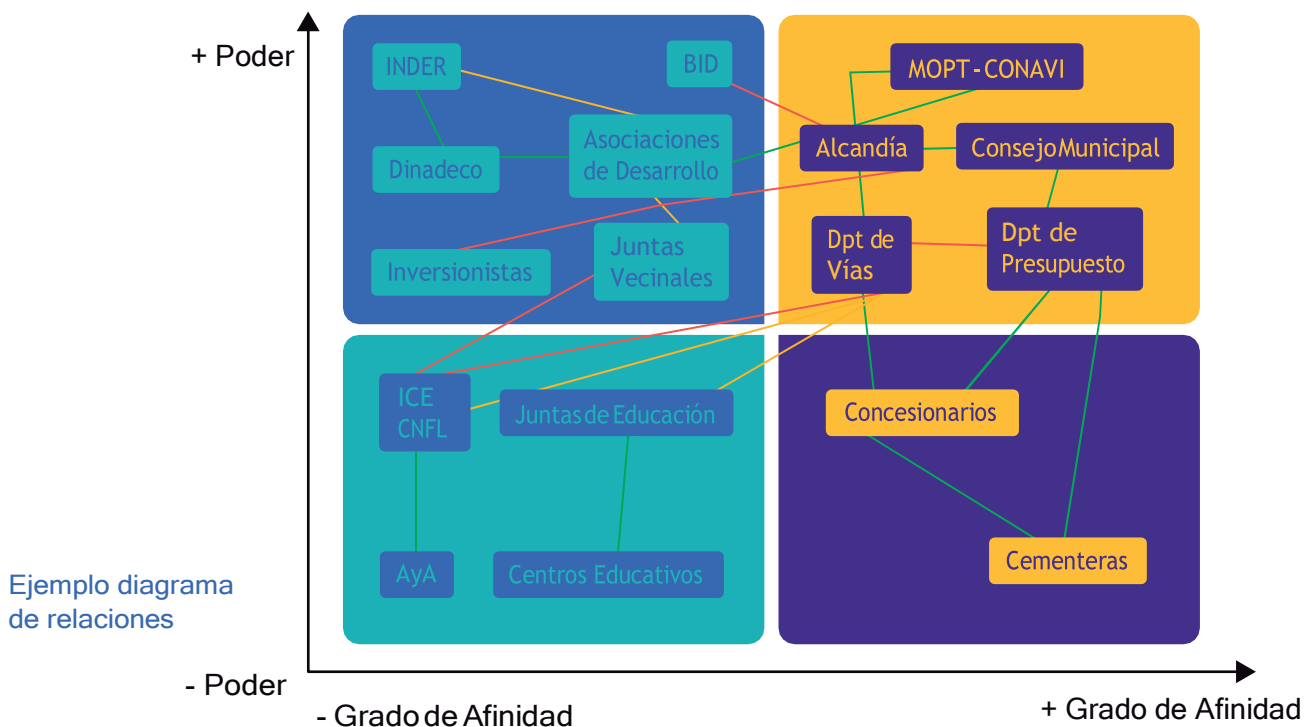 + Poder
INDER
BID
MOPT - CONAVI
Asociaciones
de Desarrollo
Dinadeco
Alcandía
Consejo Municipal
Inversionistas
Juntas
Vecinales
Dpt de
Vías
Dpt de
Presupuesto
ICE
CNFL
Juntas de Educación
Concesionarios
AyA
Centros Educativos
Cementeras
Ejemplo diagrama
de relaciones
- Poder
- Grado de Afinidad
+ Grado de Afinidad